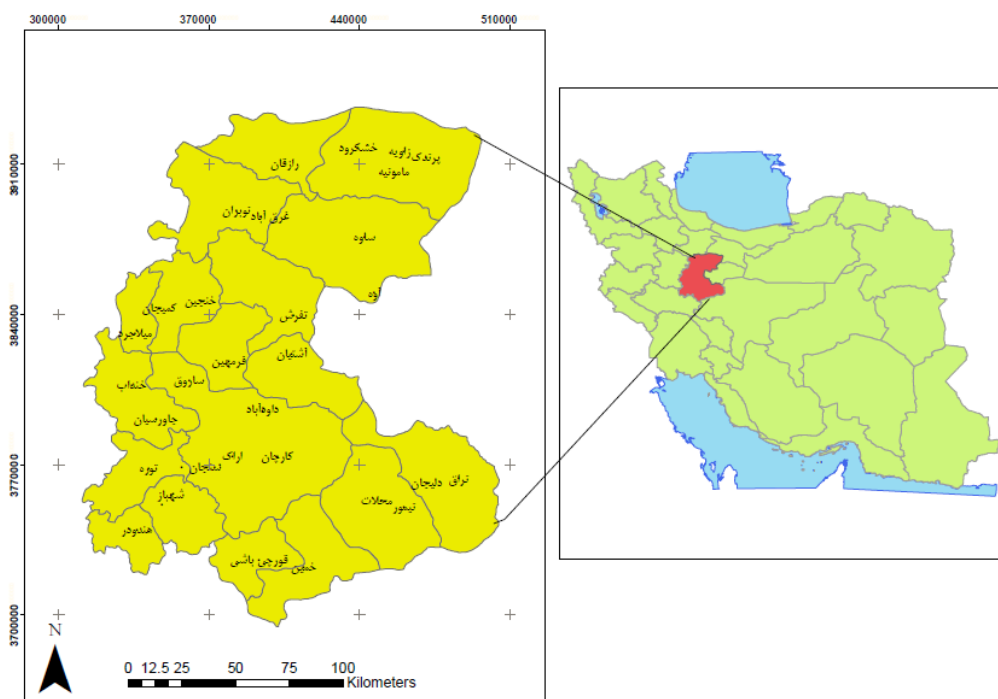 300000 370000 440000 510000
3910000
3840000
3770000
3700000
خشکرود زاویه پرندک
مامونیه
رازقان
نوبران غرق آباد
ساوه
آوه
خنجین
کمیجان
تفرش
میلاجرد
آشتیان
فرمهین
خنداب
ساروق
داودآباد
جاورسیان
کارچان
اراک
توره
نراق
دلیجان
شهباز
محلات
نیمور
هندودر
قورچی باشی
خمین
N
0 12.5 25 50 75 100
Kilometers